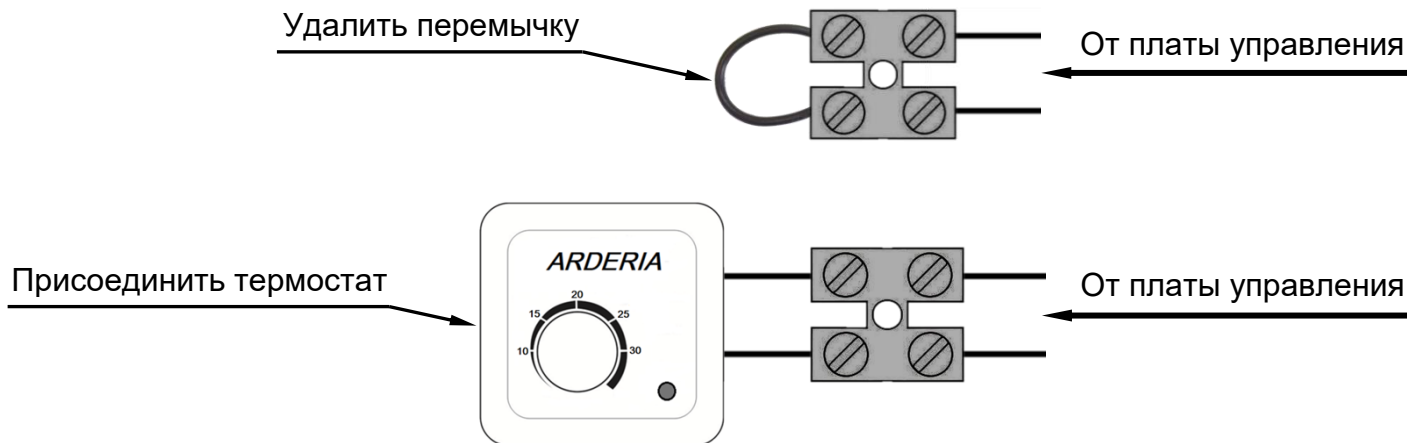 Удалить перемычку
От платы управления
Присоединить термостат
ARDERIA
20
15
25
10
30
От платы управления